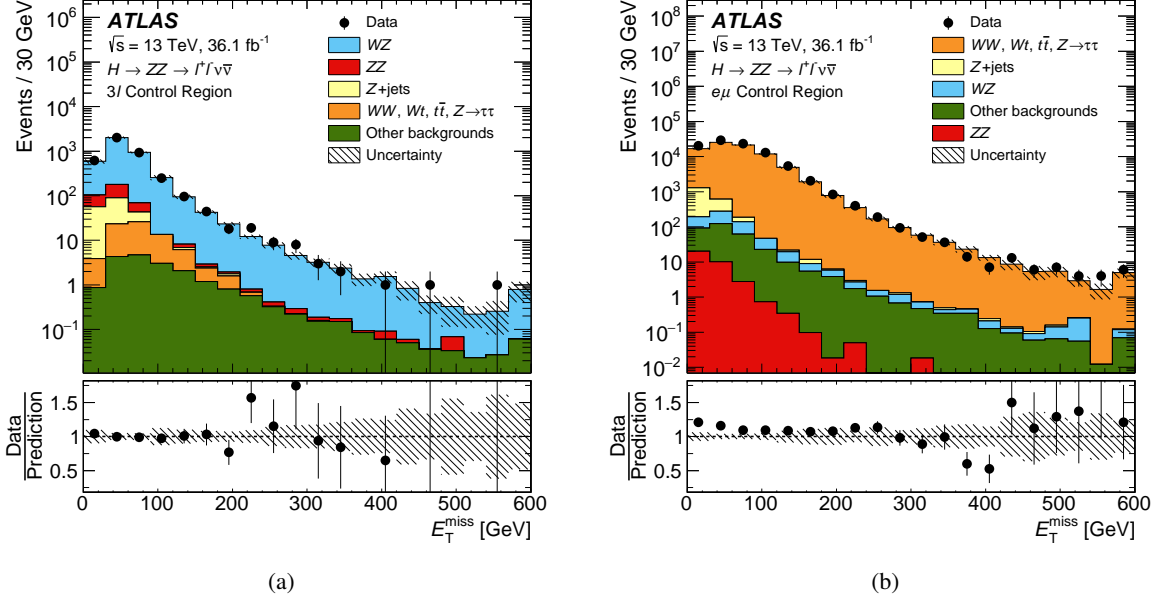 ATLAS
√s = 13 TeV, 36.1 fb⁻¹
H → ZZ → l⁺l⁻νν̄
3l Control Region
Data
WZ
ZZ
Z+jets
WW, Wt, tt̄, Z→ττ
Other backgrounds
Uncertainty
Events / 30 GeV
10⁶
10⁵
10⁴
10³
10²
10
1
10⁻¹
Data
Prediction
1.5
1
0.5
0 100 200 300 400 500 600
E_T^miss [GeV]
(a)
ATLAS
√s = 13 TeV, 36.1 fb⁻¹
H → ZZ → l⁺l⁻νν̄
eμ Control Region
Data
WW, Wt, tt̄, Z→ττ
Z+jets
WZ
Other backgrounds
ZZ
Uncertainty
Events / 30 GeV
10⁸
10⁷
10⁶
10⁵
10⁴
10³
10²
10
1
10⁻¹
10⁻²
Data
Prediction
1.5
1
0.5
0 100 200 300 400 500 600
E_T^miss [GeV]
(b)